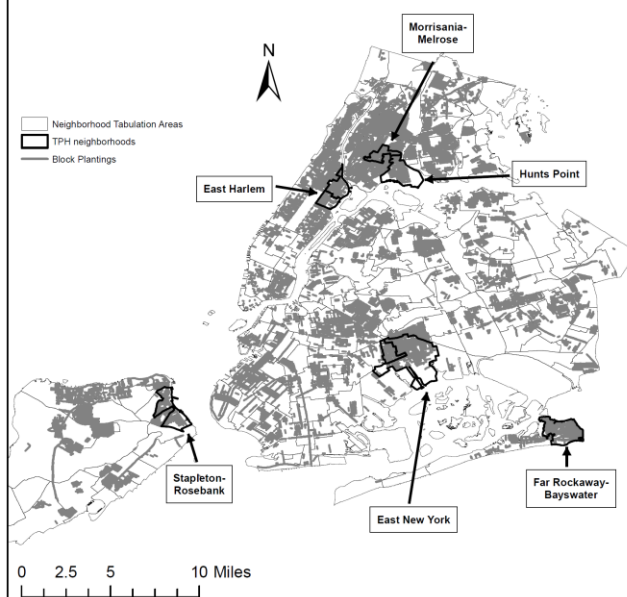 Morrisania-
Melrose
N
Neighborhood Tabulation Areas
TPH neighborhoods
Block Plantings
East Harlem
Hunts Point
Stapleton-
Rosebank
East New York
Far Rockaway-
Bayswater
0 2.5 5 10 Miles